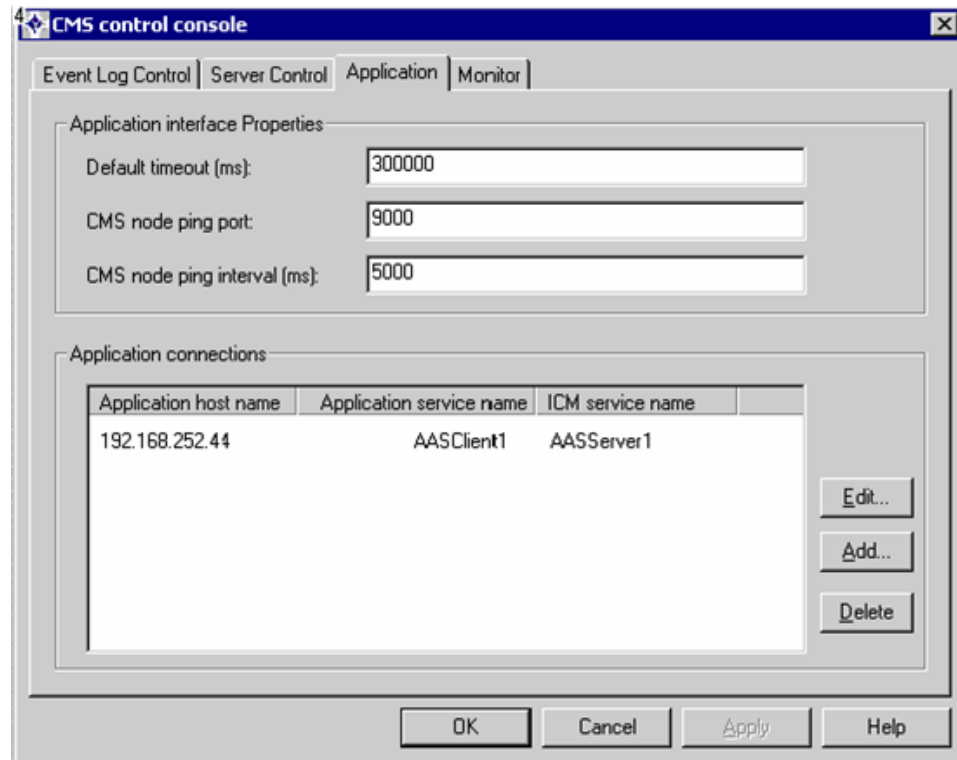 4
CMS control console
Event Log Control Server Control Application Monitor
Application interface Properties
Default timeout (ms): 300000
CMS node ping port: 9000
CMS node ping interval (ms): 5000
Application connections
Application host name Application service name ICM service name
192.168.252.44 AASClient1 AASServer1
Edit...
Add...
Delete
OK Cancel Apply Help